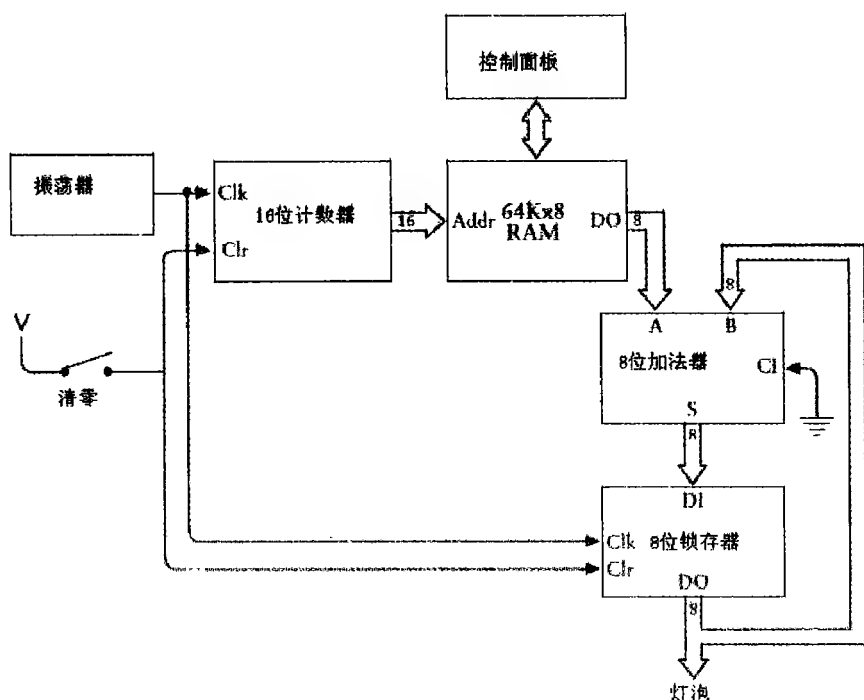 控制面板
振荡器
Clk
16位计数器
Clr
16
Addr
64K×8
RAM
DO
8
8
V
清零
A
B
8位加法器
CI
S
8
DI
Clk
8位锁存器
Clr
DO
8
灯泡